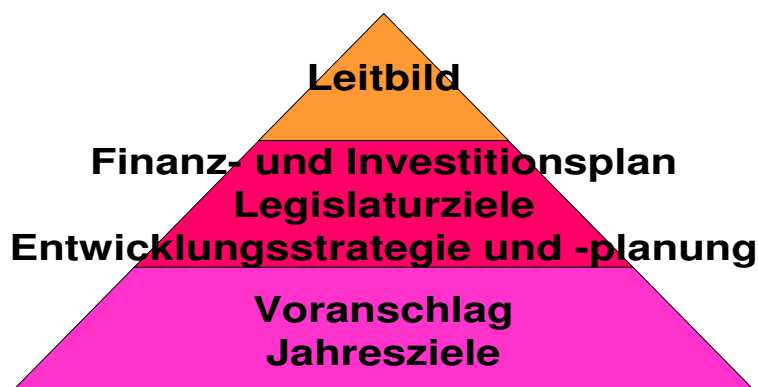 Leitbild
Finanz- und Investitionsplan
Legislaturziele
Entwicklungsstrategie und -planung
Voranschlag
Jahresziele